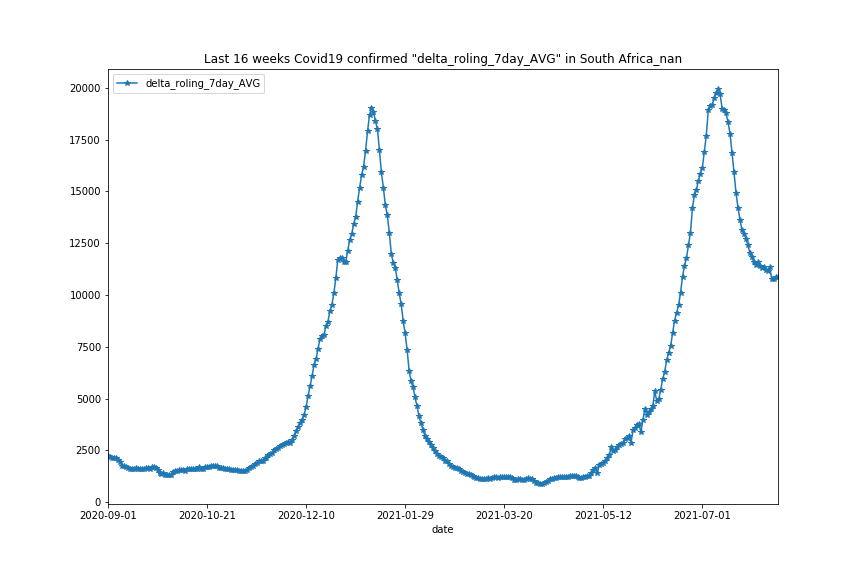 Last 16 weeks Covid19 confirmed "delta_roling_7day_AVG" in South Africa_nan
delta_roling_7day_AVG
20000
17500
15000
12500
10000
7500
5000
2500
0
2020-09-01 2020-10-21 2020-12-10 2021-01-29 2021-03-20 2021-05-12 2021-07-01
date